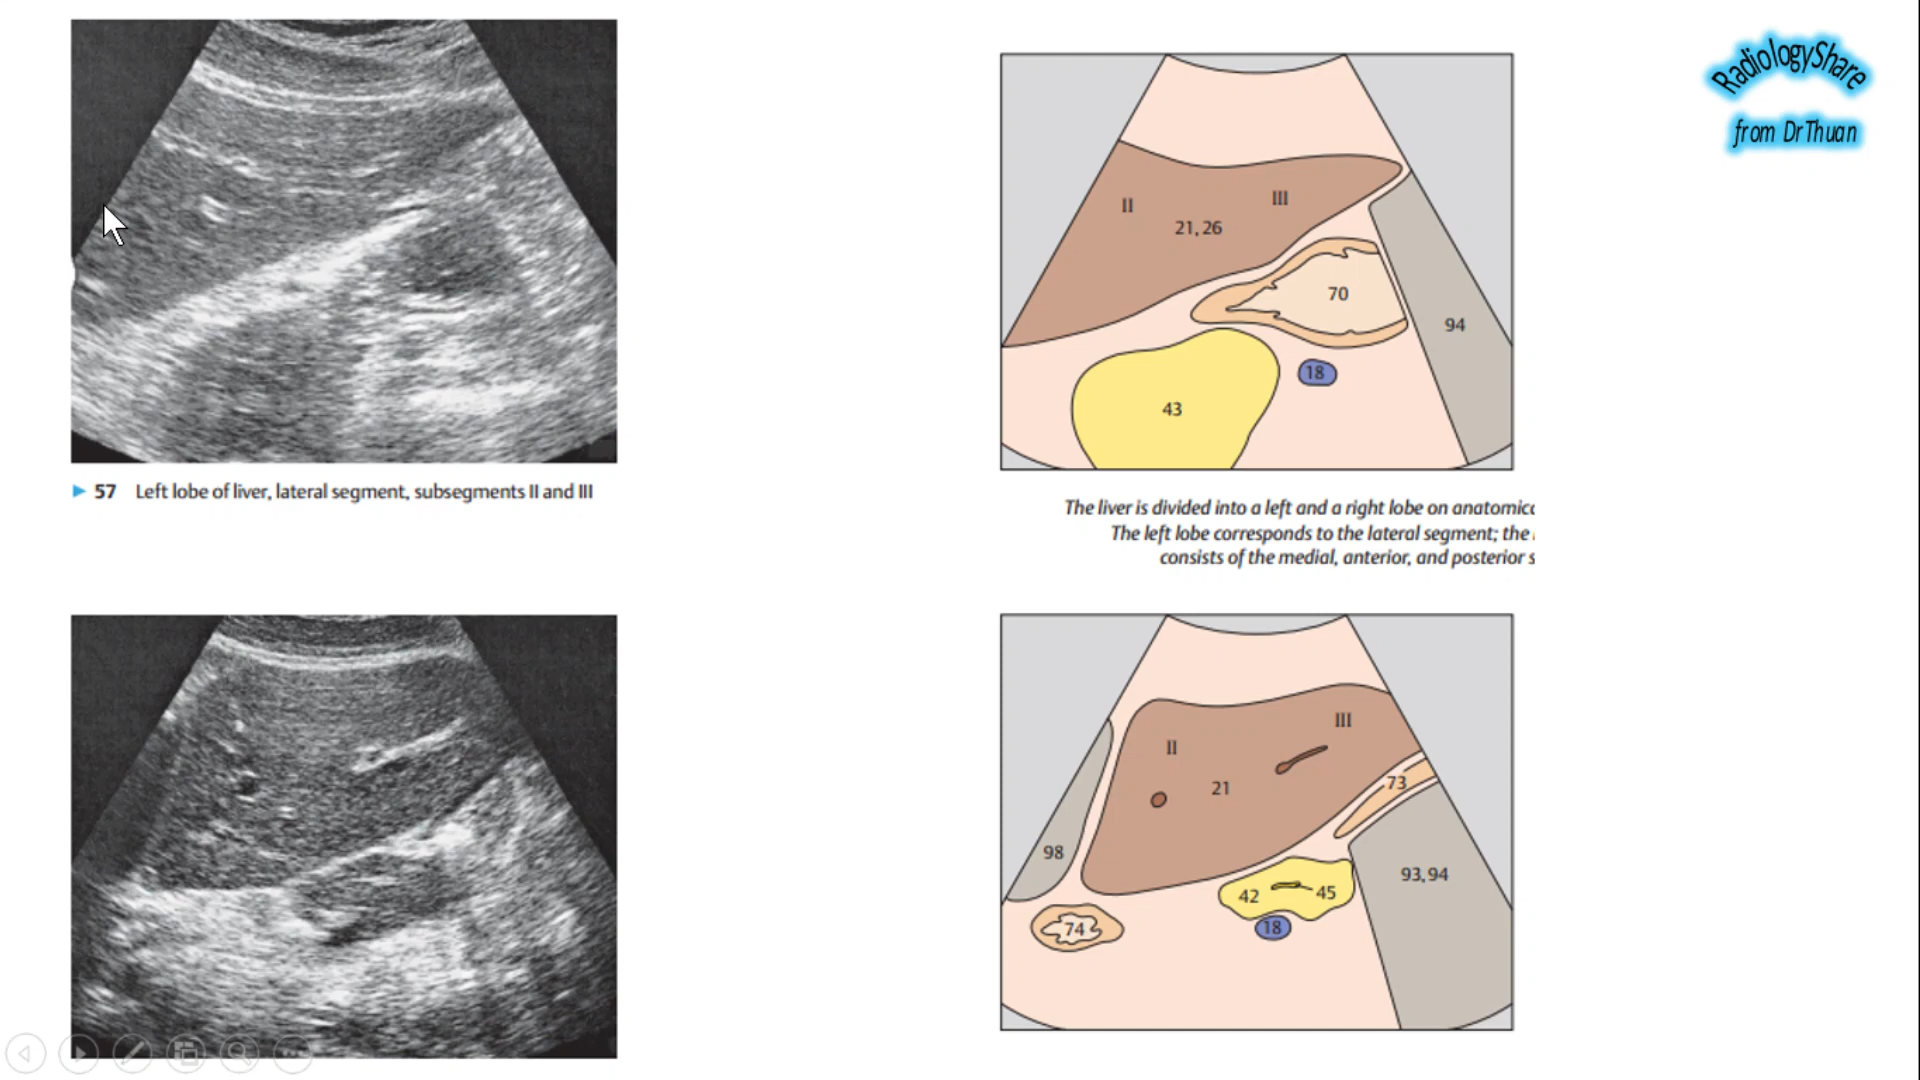 RadiologyShare
from DrThuan
II
III
21, 26
70
94
18
43
57 Left lobe of liver, lateral segment, subsegments II and III
The liver is divided into a left and a right lobe on anatomic
The left lobe corresponds to the lateral segment; the
consists of the medial, anterior, and posterior s
III
II
21
73
98
93, 94
42
45
74
18